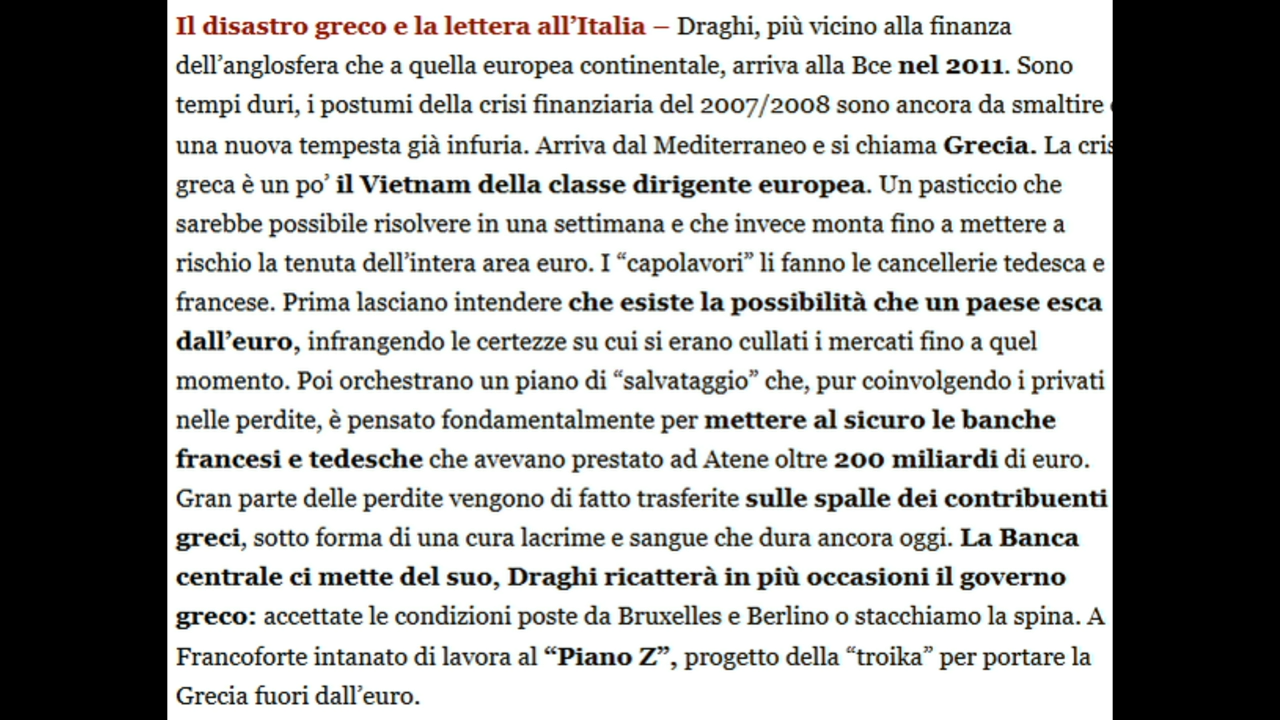 Il disastro greco e la lettera all’Italia – Draghi, più vicino alla finanza
dell’anglosfera che a quella europea continentale, arriva alla Bce nel 2011. Sono
tempi duri, i postumi della crisi finanziaria del 2007/2008 sono ancora da smaltire
una nuova tempesta già infuria. Arriva dal Mediterraneo e si chiama Grecia. La cris
greca è un po’ il Vietnam della classe dirigente europea. Un pasticcio che
sarebbe possibile risolvere in una settimana e che invece monta fino a mettere a
rischio la tenuta dell’intera area euro. I “capolavori” li fanno le cancellerie tedesca e
francese. Prima lasciano intendere che esiste la possibilità che un paese esca
dall’euro, infrangendo le certezze su cui si erano cullati i mercati fino a quel
momento. Poi orchestrano un piano di “salvataggio” che, pur coinvolgendo i privati
nelle perdite, è pensato fondamentalmente per mettere al sicuro le banche
francesi e tedesche che avevano prestato ad Atene oltre 200 miliardi di euro.
Gran parte delle perdite vengono di fatto trasferite sulle spalle dei contribuenti
greci, sotto forma di una cura lacrime e sangue che dura ancora oggi. La Banca
centrale ci mette del suo, Draghi ricatterà in più occasioni il governo
greco: accettate le condizioni poste da Bruxelles e Berlino o stacchiamo la spina. A
Francoforte intanato di lavora al “Piano Z”, progetto della “troika” per portare la
Grecia fuori dall’euro.